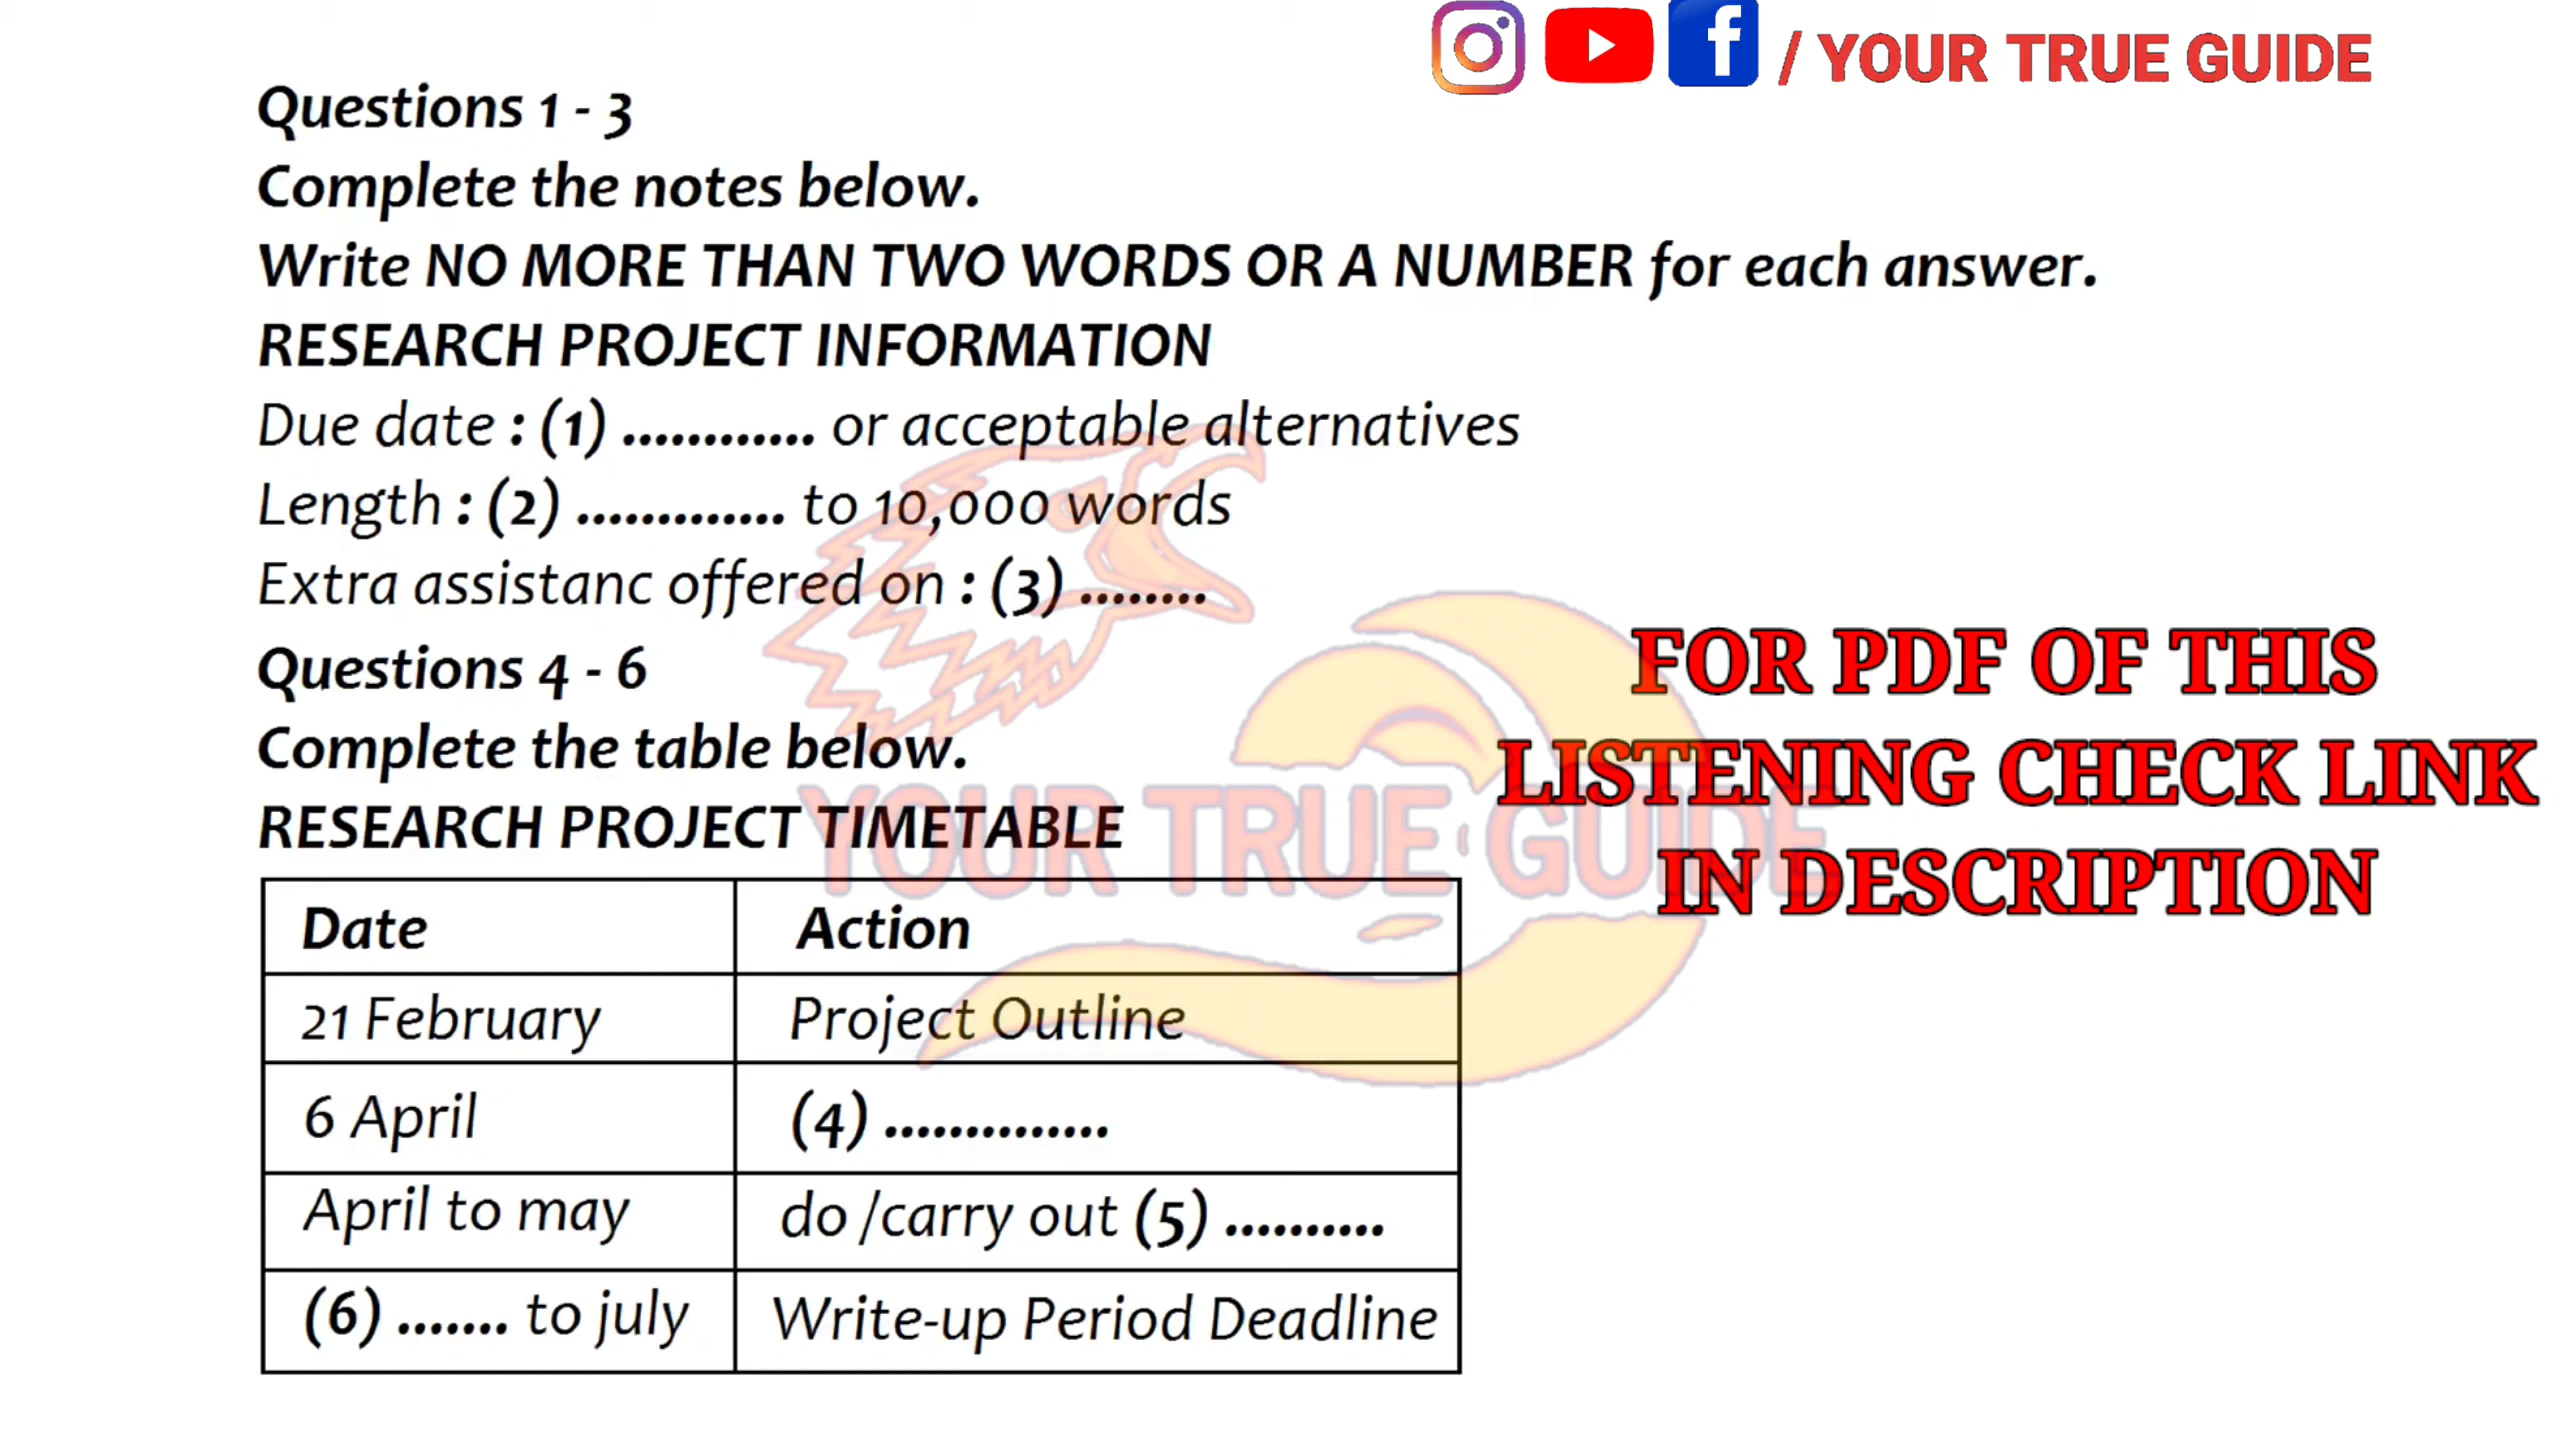 / YOUR TRUE GUIDE
Questions 1 - 3
Complete the notes below.
Write NO MORE THAN TWO WORDS OR A NUMBER for each answer.
RESEARCH PROJECT INFORMATION
Due date : (1) ............ or acceptable alternatives
Length : (2) ............. to 10,000 words
Extra assistanc offered on : (3) ........
Questions 4 - 6
Complete the table below.
RESEARCH PROJECT TIMETABLE
YOUR TRUE GUIDE
FOR PDF OF THIS
LISTENING CHECK LINK
IN DESCRIPTION
Date Action
21 February Project Outline
6 April (4) ..............
April to may do /carry out (5) ..........
(6) ....... to july Write-up Period Deadline